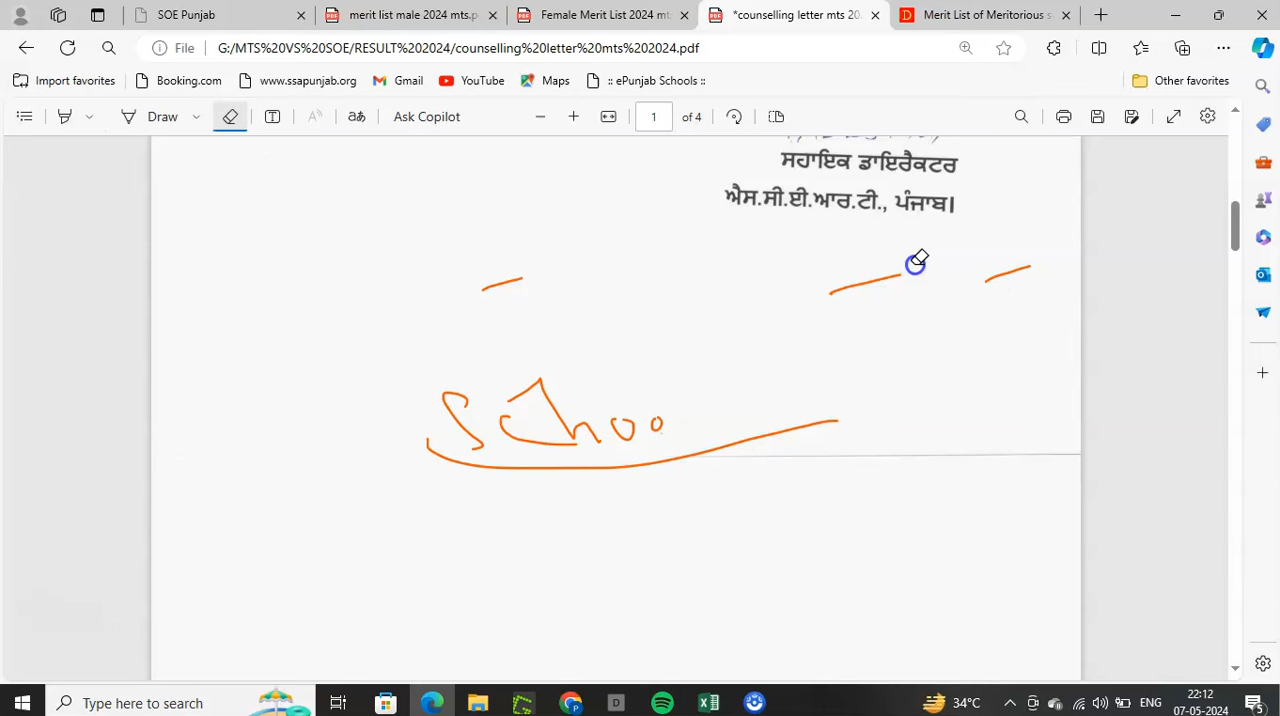 SOE Punjab
merit list male 2024 mts.p
Female Merit List 2024 mt
*counselling letter mts 20
Merit List of Meritorious s
File G:/MTS%20VS%20SOE/RESULT%202024/counselling%20letter%20mts%202024.pdf
Import favorites Booking.com www.ssapunjab.org Gmail YouTube Maps :: ePunjab Schools :: Other favorites
Draw aあ Ask Copilot 1 of 4
ਸਹਾਇਕ ਡਾਇਰੈਕਟਰ
ਐਸ.ਸੀ.ਈ.ਆਰ.ਟੀ., ਪੰਜਾਬ।
Schoo
Type here to search 34°C ENG 22:12
07-05-2024 5